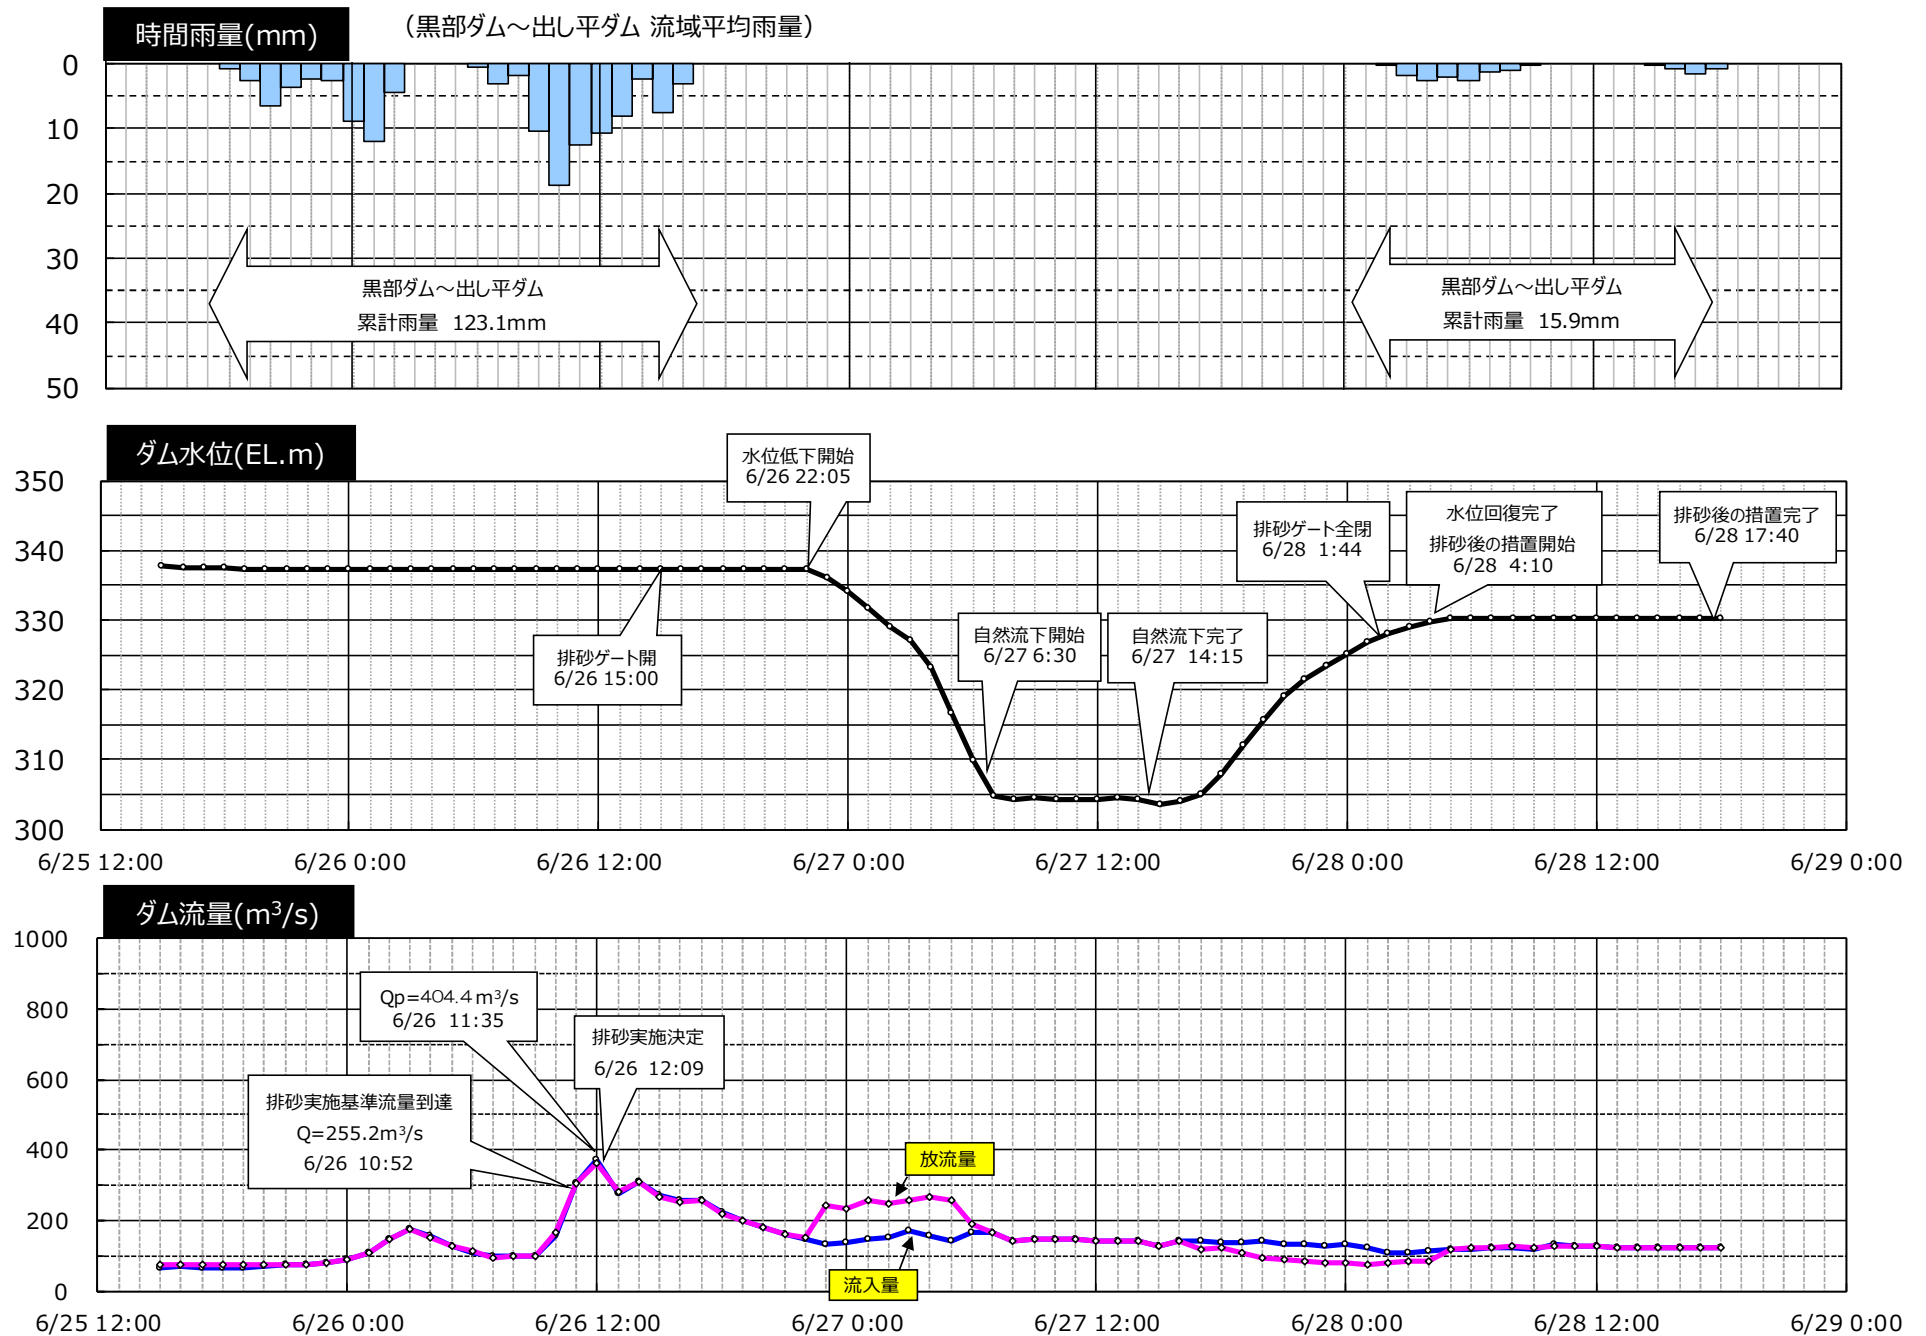 時間雨量(mm)
(黒部ダム～出し平ダム 流域平均雨量)
0
10
20
30
40
50
黒部ダム～出し平ダム
累計雨量 123.1mm
黒部ダム～出し平ダム
累計雨量 15.9mm
ダム水位(EL.m)
350
340
330
320
310
300
水位低下開始
6/26 22:05
排砂ゲート開
6/26 15:00
自然流下開始
6/27 6:30
自然流下完了
6/27 14:15
排砂ゲート全閉
6/28 1:44
水位回復完了
排砂後の措置開始
6/28 4:10
排砂後の措置完了
6/28 17:40
6/25 12:00
6/26 0:00
6/26 12:00
6/27 0:00
6/27 12:00
6/28 0:00
6/28 12:00
6/29 0:00
ダム流量(m³/s)
1000
800
600
400
200
0
Qp=404.4 m³/s
6/26 11:35
排砂実施決定
6/26 12:09
排砂実施基準流量到達
Q=255.2m³/s
6/26 10:52
放流量
流入量
6/25 12:00
6/26 0:00
6/26 12:00
6/27 0:00
6/27 12:00
6/28 0:00
6/28 12:00
6/29 0:00